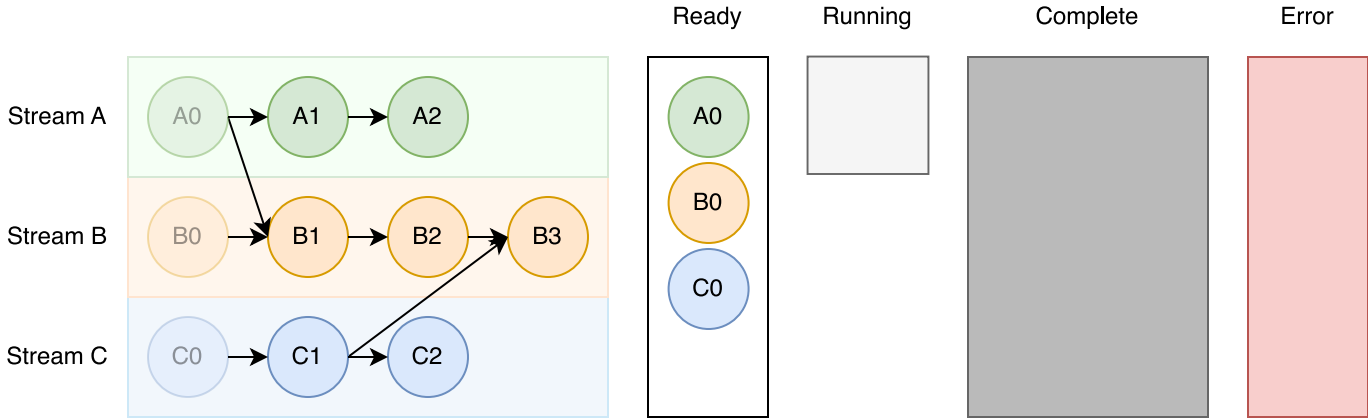 Ready
Running
Complete
Error
Stream A
A0
A1
A2
A0
Stream B
B0
B1
B2
B3
B0
C0
Stream C
C0
C1
C2